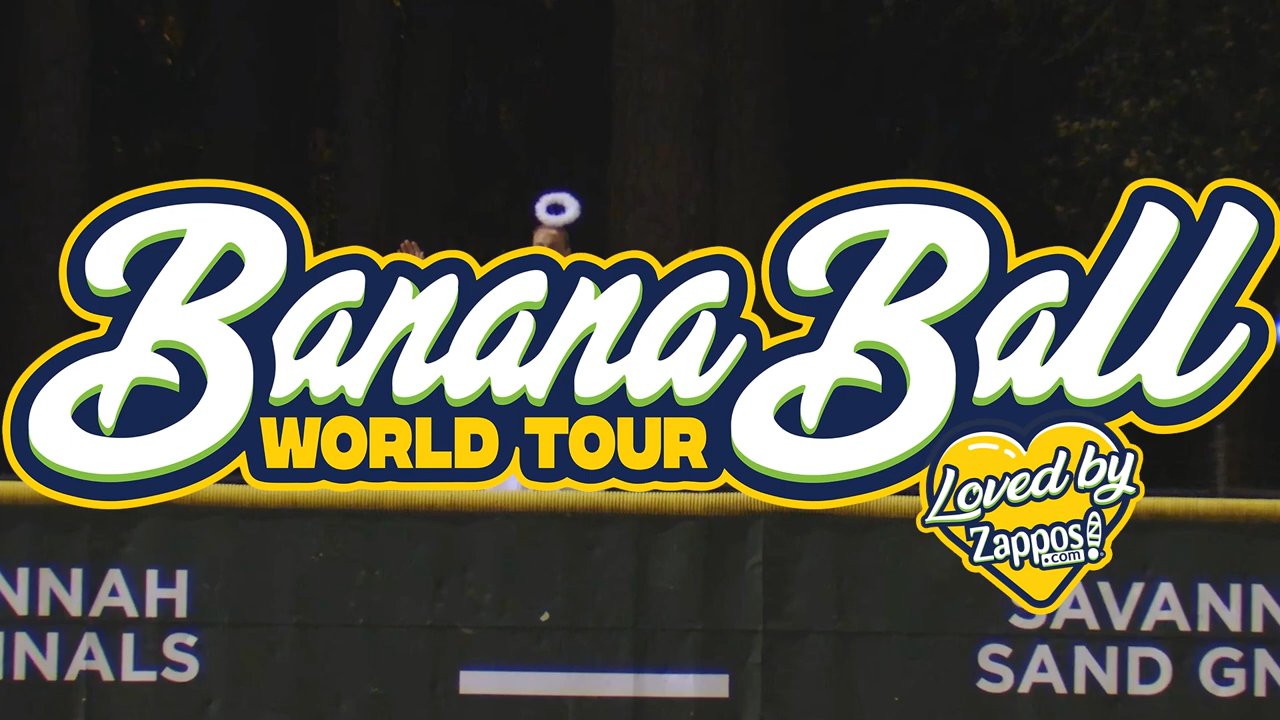 Banana Ball
WORLD TOUR
Loved by
Zappos
.com
NNAH
INALS
SAVANN
SAND GN